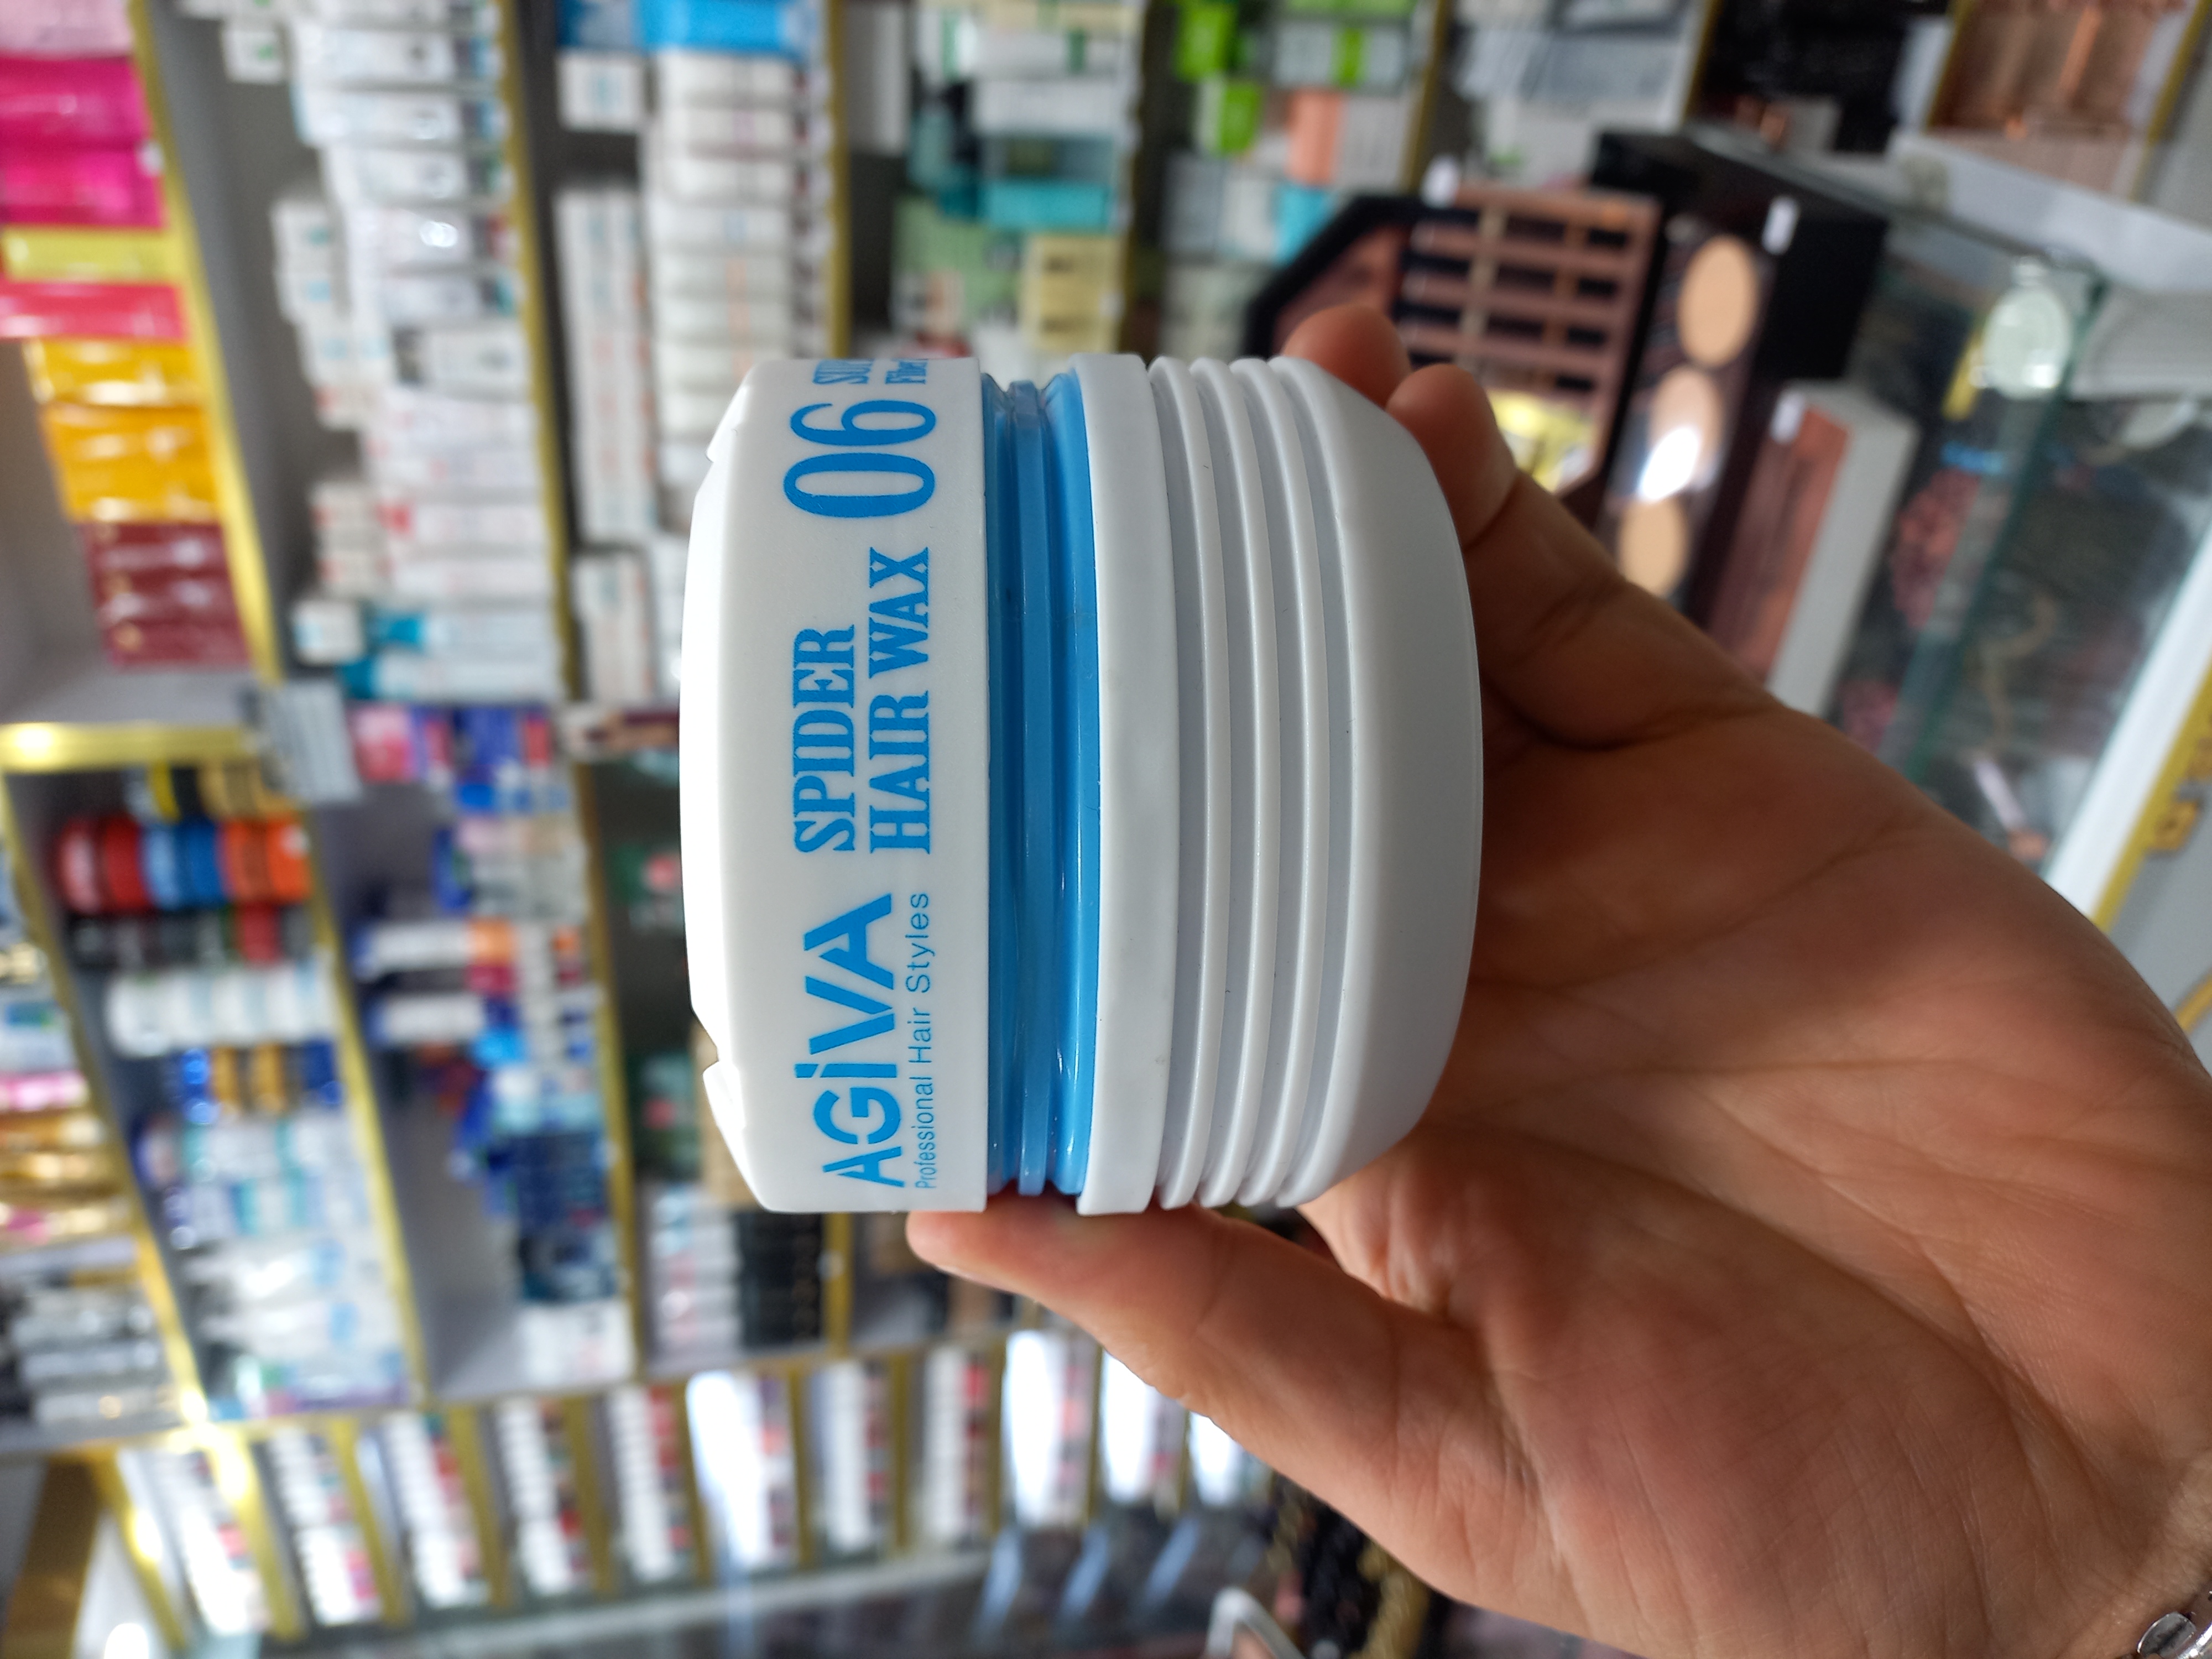 AGiVA
Professional Hair Styles
SPIDER
HAIR WAX
06